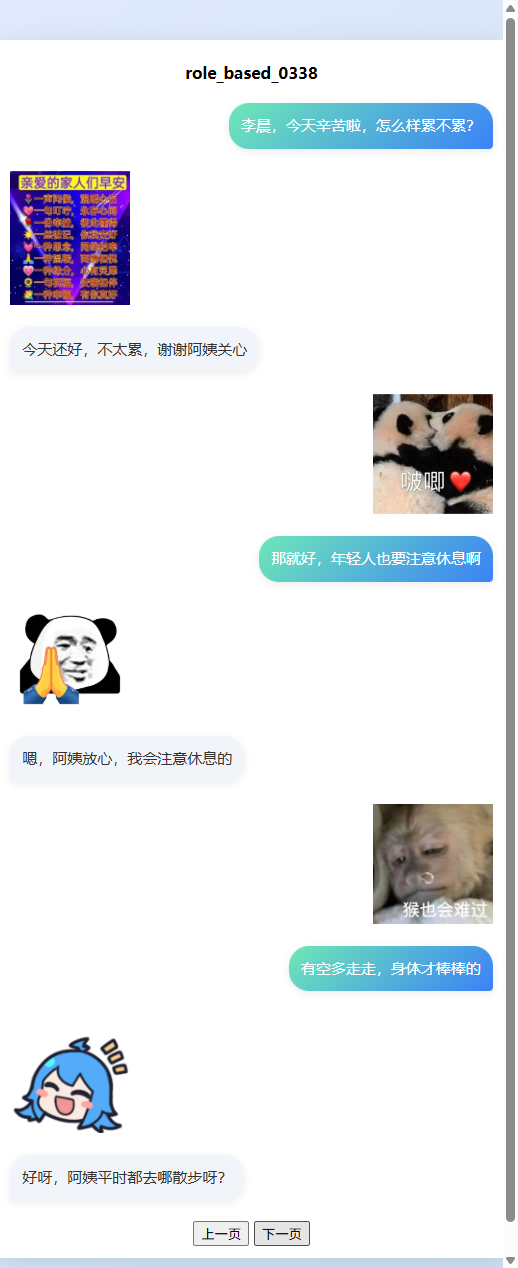 role_based_0338
李晨，今天辛苦啦，怎么样累不累？
亲爱的家人们早安
今天还好，不太累，谢谢阿姨关心
啵唧
那就好，年轻人也要注意休息啊
嗯，阿姨放心，我会注意休息的
猴也会难过
有空多走走，身体才棒棒的
好呀，阿姨平时都去哪散步呀？
上一页 下一页